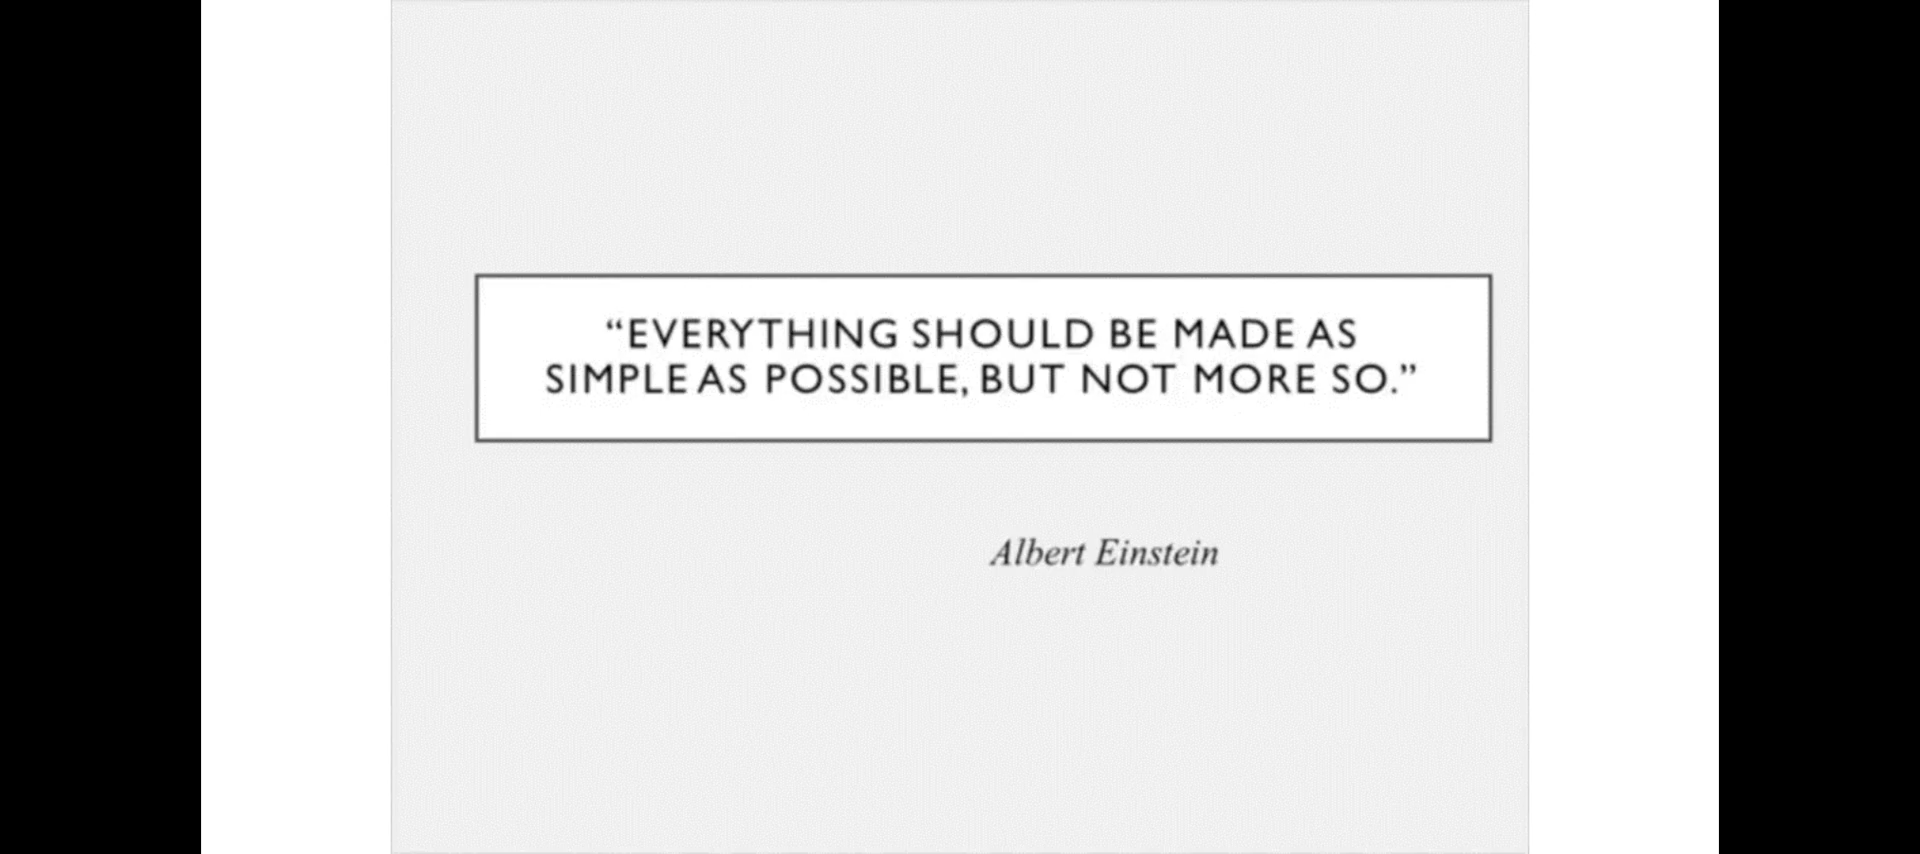 “EVERYTHING SHOULD BE MADE AS
SIMPLE AS POSSIBLE, BUT NOT MORE SO.”
Albert Einstein